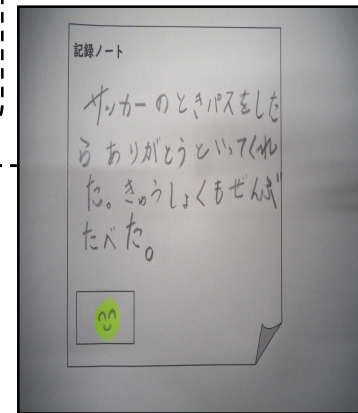 記録ノート
サッカーのときパスをした
らありがとうといってくれ
た。きゅうしょくもぜんぶ
たべた。